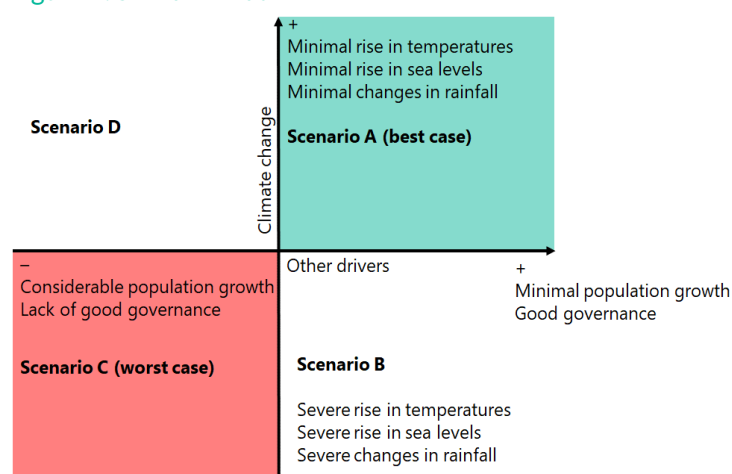 +
Minimal rise in temperatures
Minimal rise in sea levels
Minimal changes in rainfall
Scenario D
Scenario A (best case)
Climate change
–
Other drivers
+
Considerable population growth
Lack of good governance
Minimal population growth
Good governance
Scenario C (worst case)
Scenario B
Severe rise in temperatures
Severe rise in sea levels
Severe changes in rainfall